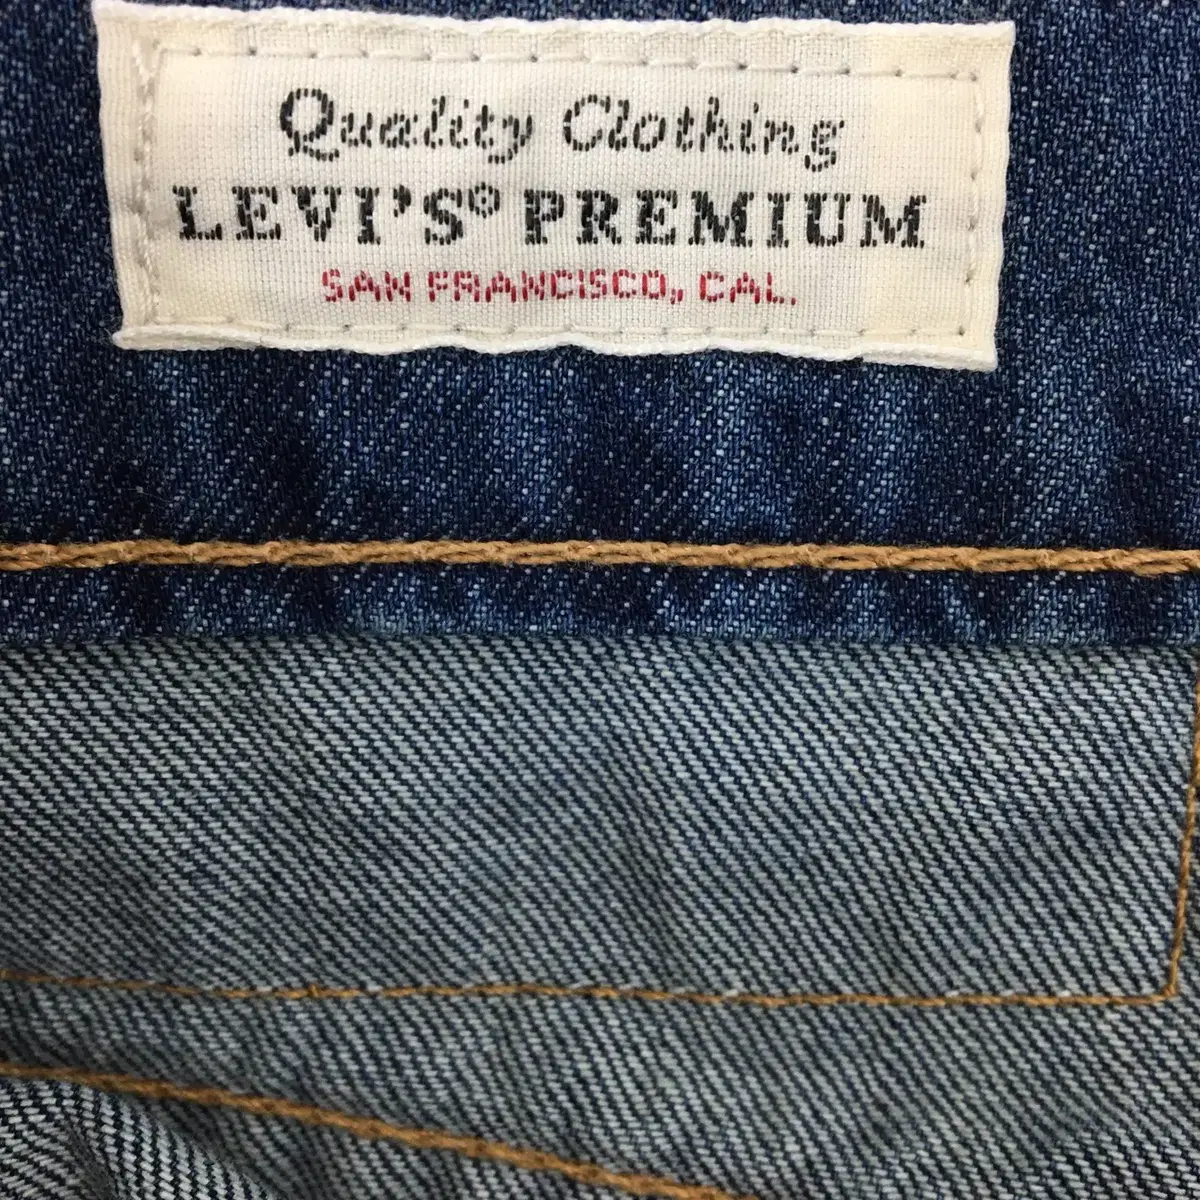 Quality Clothing
LEVI'S® PREMIUM
SAN FRANCISCO, CAL.